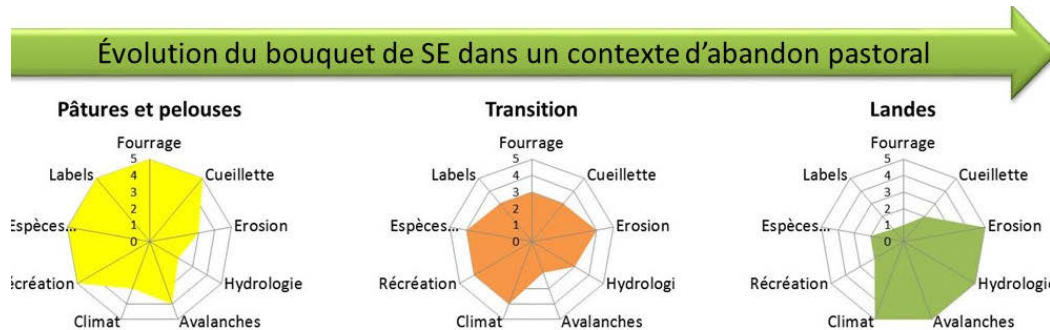 Évolution du bouquet de SE dans un contexte d'abandon pastoral
Pâtures et pelouses
Fourrage
5
4
3
2
1
0
Cueillette
Erosion
Hydrologie
Avalanches
Climat
écréation
Espèces...
Labels
Transition
Fourrage
5
4
3
2
1
0
Cueillette
Erosion
Hydrologi
Avalanches
Climat
Récréation
Espèces...
Labels
Landes
Fourrage
5
4
3
2
1
0
Cueillette
Erosion
Hydrologie
Avalanches
Climat
Récréation
Espèces...
Labels